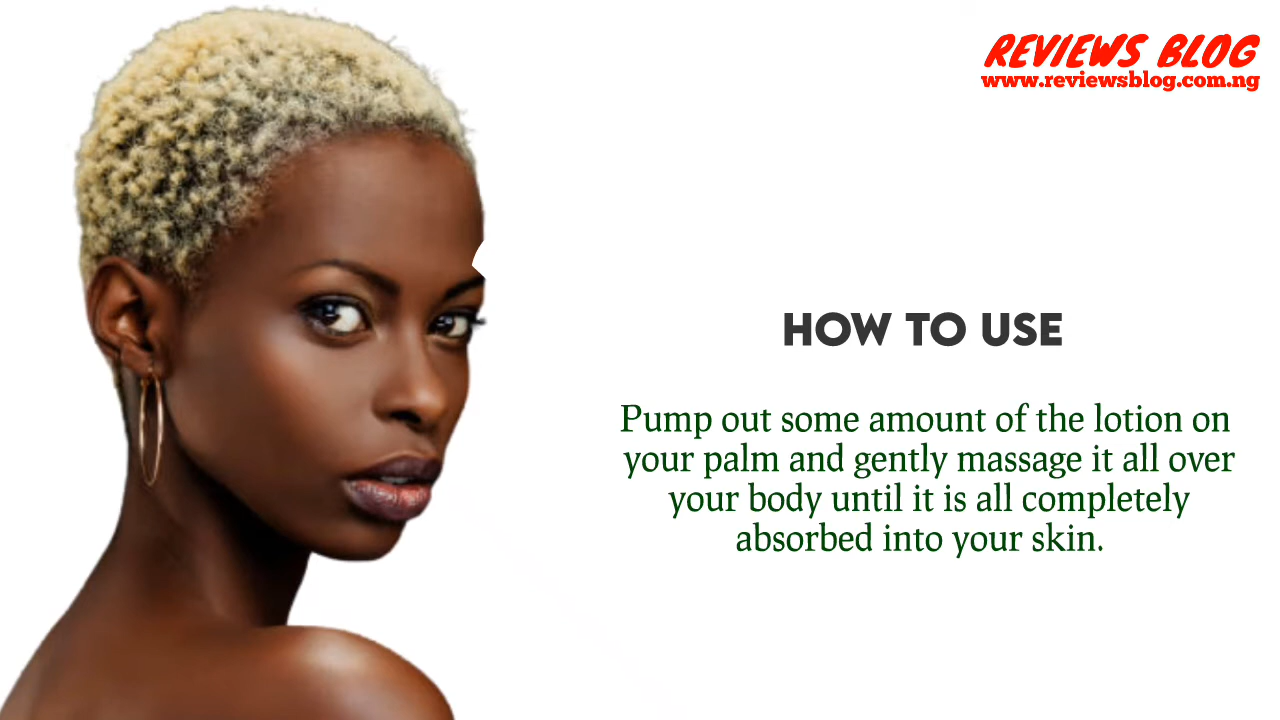 REVIEWS BLOG
www.reviewsblog.com.ng
HOW TO USE
Pump out some amount of the lotion on
your palm and gently massage it all over
your body until it is all completely
absorbed into your skin.